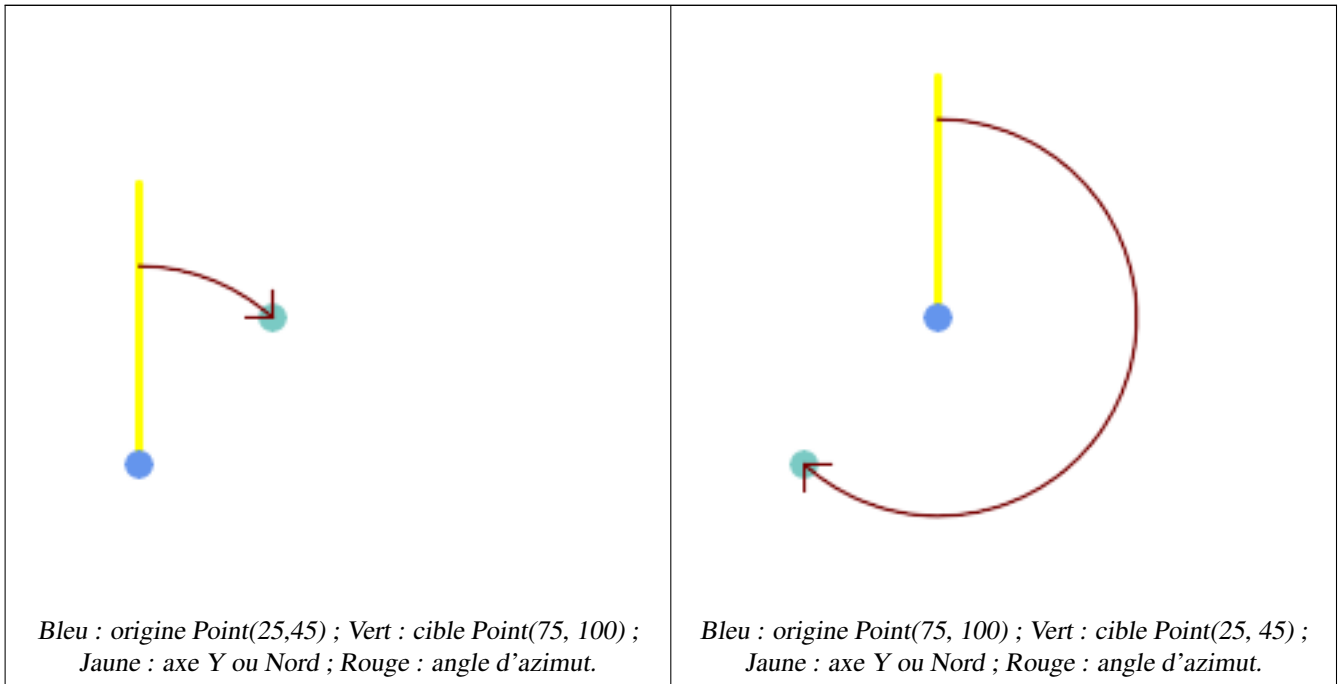 Bleu : origine Point(25,45) ; Vert : cible Point(75, 100) ;
Jaune : axe Y ou Nord ; Rouge : angle d'azimut.
Bleu : origine Point(75, 100) ; Vert : cible Point(25, 45) ;
Jaune : axe Y ou Nord ; Rouge : angle d'azimut.